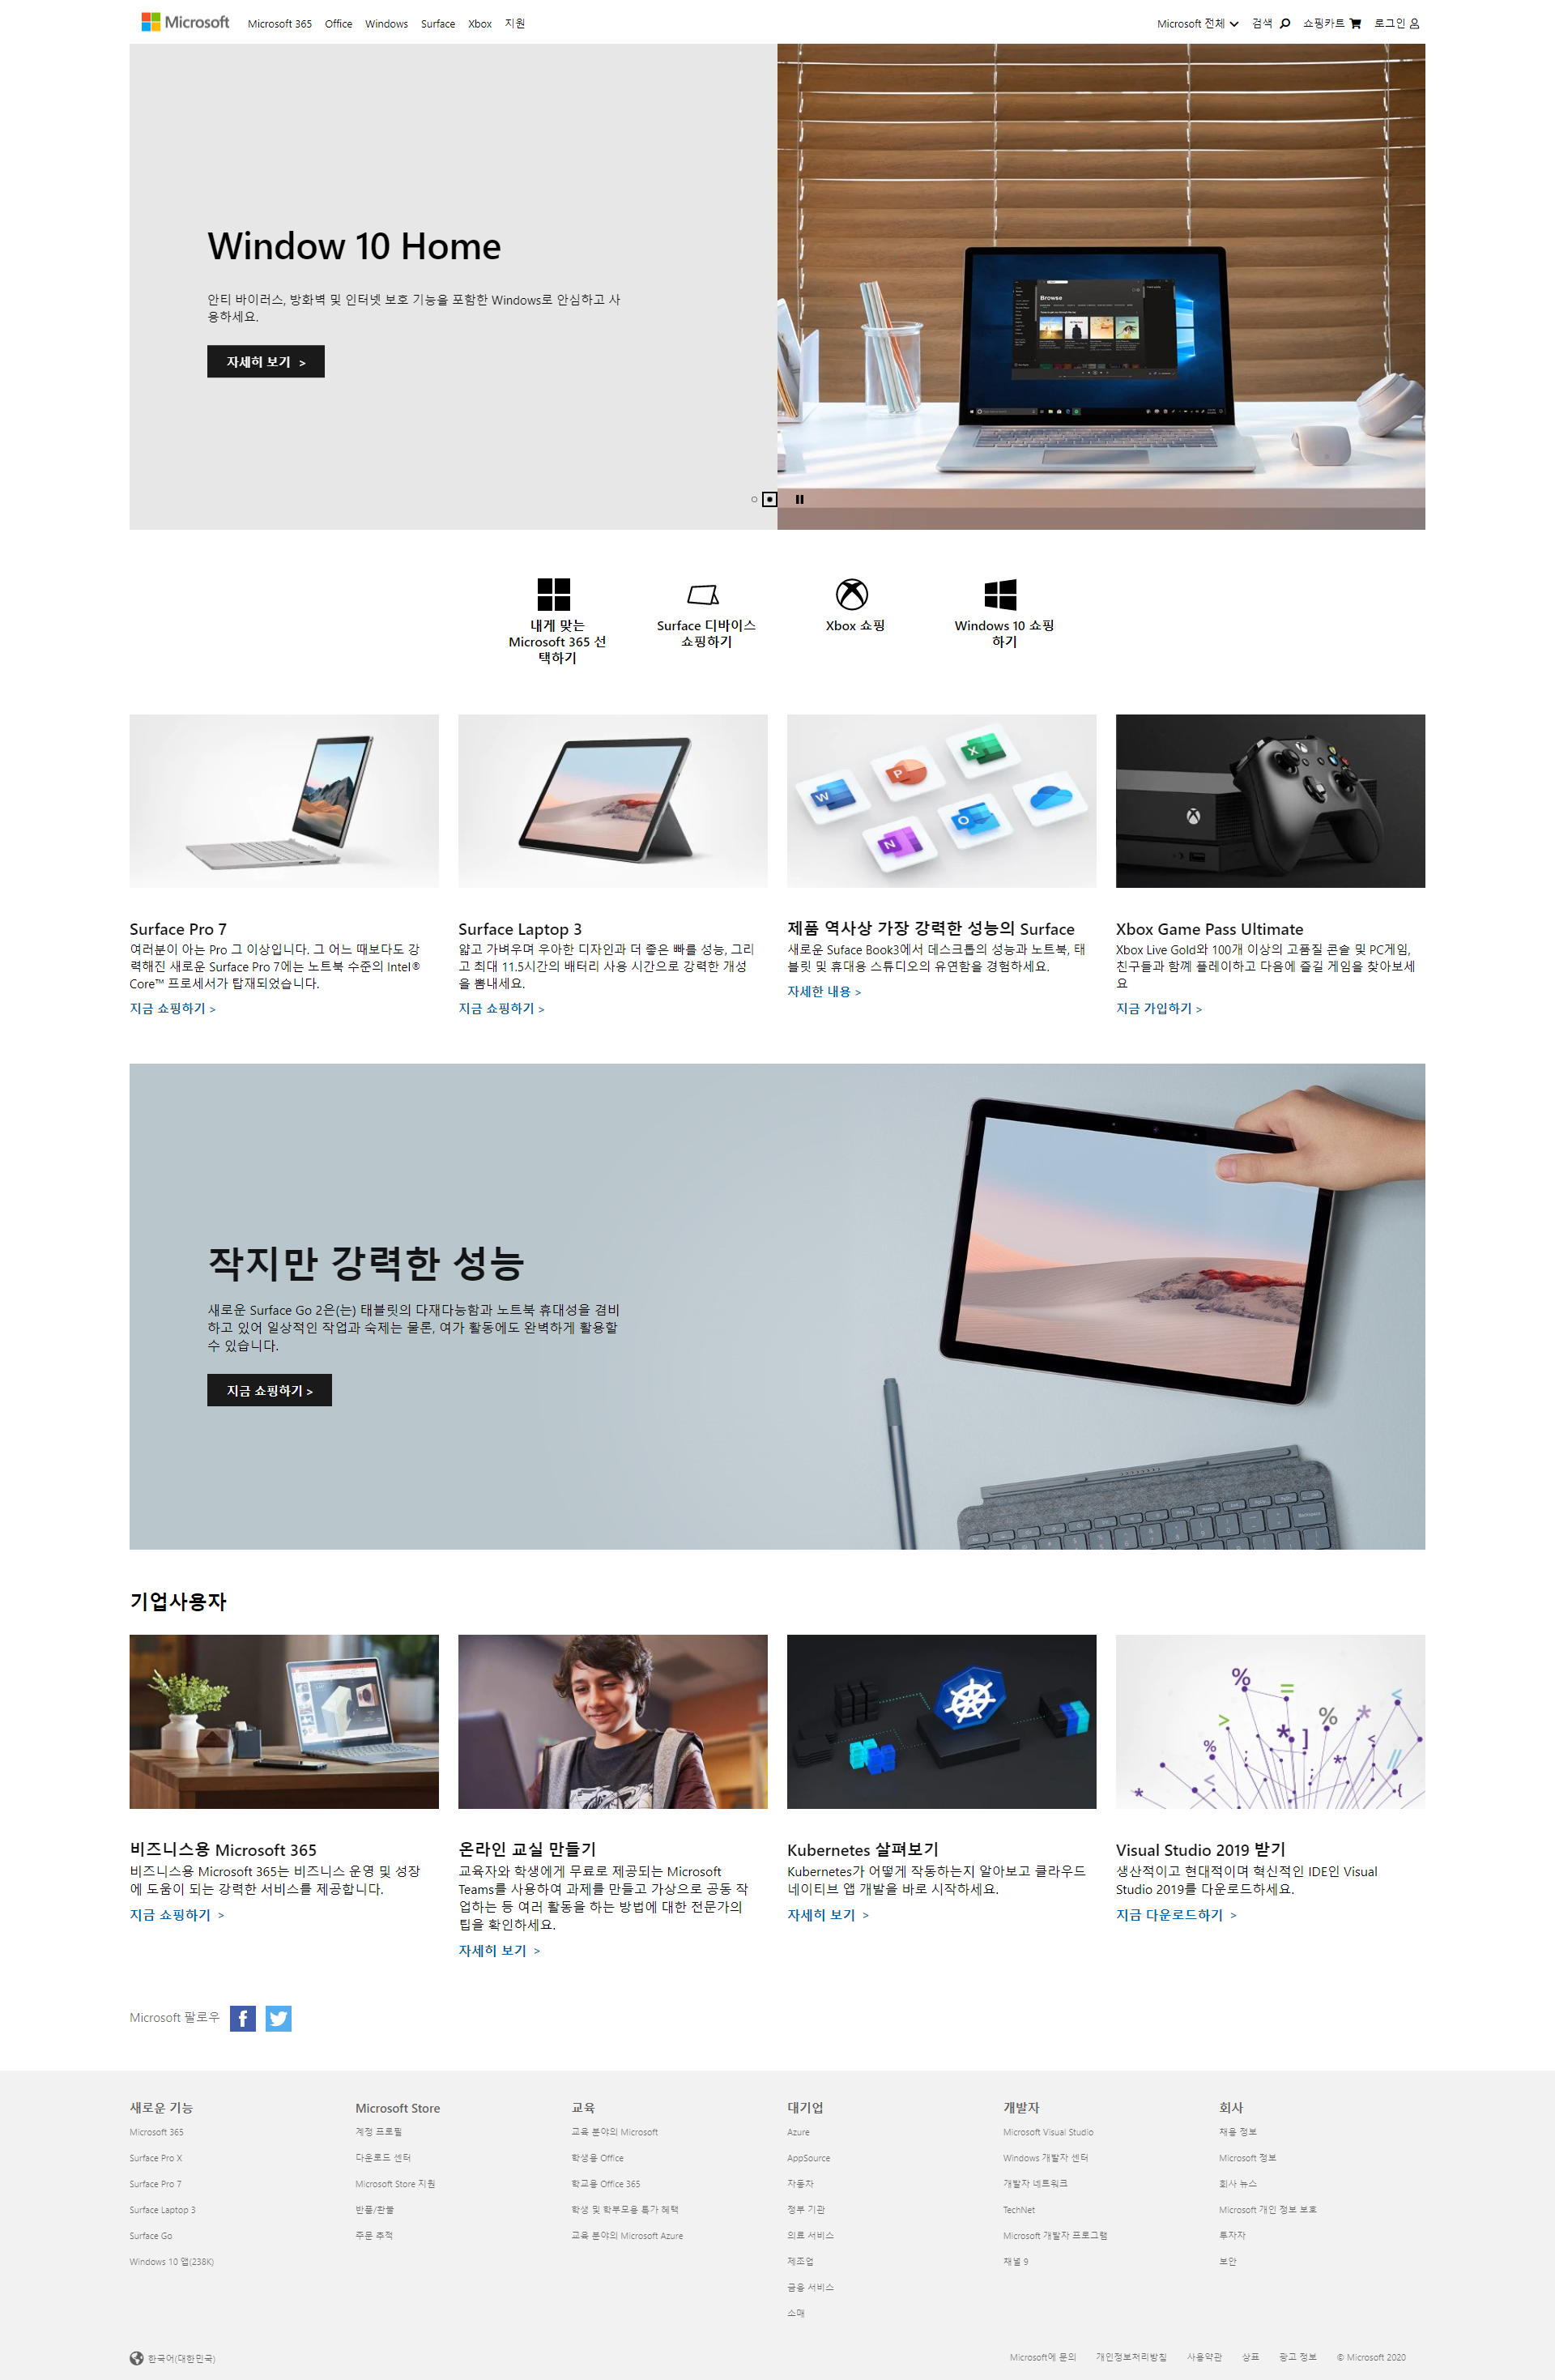 Microsoft
Microsoft 365 Office Windows Surface Xbox 지원
Microsoft 전체 검색 쇼핑카트 로그인
Window 10 Home
안티 바이러스, 방화벽 및 인터넷 보호 기능을 포함한 Windows로 안심하고 사
용하세요.
자세히 보기 >
Browse
내게 맞는
Microsoft 365 선
택하기
Surface 디바이스
쇼핑하기
Xbox 쇼핑
Windows 10 쇼핑
하기
Surface Pro 7
여러분이 아는 Pro 그 이상입니다. 그 어느 때보다도 강
력해진 새로운 Surface Pro 7에는 노트북 수준의 Intel®
Core™ 프로세서가 탑재되었습니다.
지금 쇼핑하기 >
Surface Laptop 3
얇고 가벼우며 우아한 디자인과 더 좋은 빠를 성능, 그리
고 최대 11.5시간의 배터리 사용 시간으로 강력한 개성
을 뽐내세요.
지금 쇼핑하기 >
제품 역사상 가장 강력한 성능의 Surface
새로운 Suface Book3에서 데스크톱의 성능과 노트북, 태
블릿 및 휴대용 스튜디오의 유연함을 경험하세요.
자세한 내용 >
Xbox Game Pass Ultimate
Xbox Live Gold와 100개 이상의 고품질 콘솔 및 PC게임,
친구들과 함께 플레이하고 다음에 즐길 게임을 찾아보세
요
지금 가입하기 >
작지만 강력한 성능
새로운 Surface Go 2은(는) 태블릿의 다재다능함과 노트북 휴대성을 겸비
하고 있어 일상적인 작업과 숙제는 물론, 여가 활동에도 완벽하게 활용할
수 있습니다.
지금 쇼핑하기 >
기업사용자
비즈니스용 Microsoft 365
비즈니스용 Microsoft 365는 비즈니스 운영 및 성장
에 도움이 되는 강력한 서비스를 제공합니다.
지금 쇼핑하기 >
온라인 교실 만들기
교육자와 학생에게 무료로 제공되는 Microsoft
Teams를 사용하여 과제를 만들고 가상으로 공동 작
업하는 등 여러 활동을 하는 방법에 대한 전문가의
팁을 확인하세요.
자세히 보기 >
Kubernetes 살펴보기
Kubernetes가 어떻게 작동하는지 알아보고 클라우드
네이티브 앱 개발을 바로 시작하세요.
자세히 보기 >
Visual Studio 2019 받기
생산적이고 현대적이며 혁신적인 IDE인 Visual
Studio 2019를 다운로드하세요.
지금 다운로드하기 >
Microsoft 팔로우
새로운 기능
Microsoft 365
Surface Pro X
Surface Pro 7
Surface Laptop 3
Surface Go
Windows 10 앱(238K)
Microsoft Store
계정 프로필
다운로드 센터
Microsoft Store 지원
반품/환불
주문 추적
교육
교육 분야의 Microsoft
학생용 Office
학교용 Office 365
학생 및 학부모용 특가 혜택
교육 분야의 Microsoft Azure
대기업
Azure
AppSource
자동차
정부 기관
의료 서비스
제조업
금융 서비스
소매
개발자
Microsoft Visual Studio
Windows 개발자 센터
개발자 네트워크
TechNet
Microsoft 개발자 프로그램
채널 9
회사
채용 정보
Microsoft 정보
회사 뉴스
Microsoft 개인 정보 보호
투자자
보안
한국어(대한민국)
Microsoft에 문의 개인정보처리방침 사용약관 상표 광고 정보 © Microsoft 2020